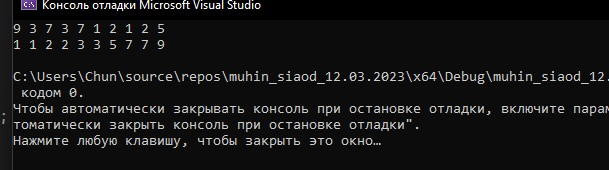 Консоль отладки Microsoft Visual Studio
9 3 7 3 7 1 2 1 2 5
1 1 2 2 3 3 5 7 7 9
C:\Users\Chun\source\repos\muhin_siaod_12.03.2023\x64\Debug\muhin_siaod_12.
кодом 0.
Чтобы автоматически закрывать консоль при остановке отладки, включите парам
томатически закрыть консоль при остановке отладки".
Нажмите любую клавишу, чтобы закрыть это окно…
;